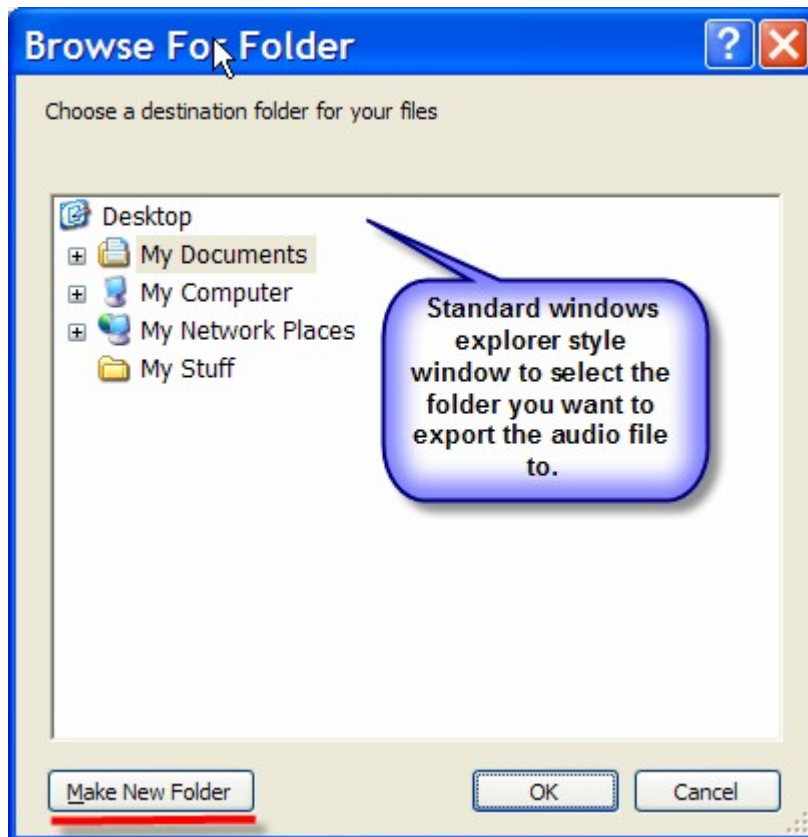 Browse For Folder
Choose a destination folder for your files
Desktop
My Documents
My Computer
My Network Places
My Stuff
Standard windows
explorer style
window to select the
folder you want to
export the audio file
to.
Make New Folder
OK
Cancel